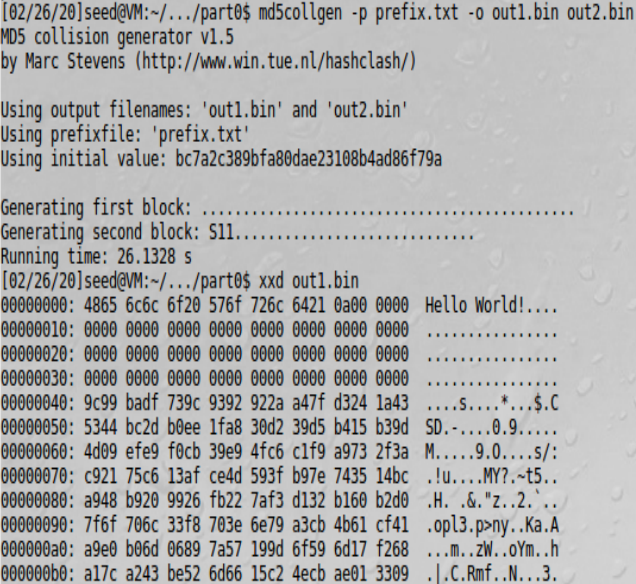 [02/26/20]seed@VM:~/.../part0$ md5collgen -p prefix.txt -o out1.bin out2.bin
MD5 collision generator v1.5
by Marc Stevens (http://www.win.tue.nl/hashclash/)
Using output filenames: 'out1.bin' and 'out2.bin'
Using prefixfile: 'prefix.txt'
Using initial value: bc7a2c389bfa80dae23108b4ad86f79a
Generating first block: .............................................
Generating second block: S11.............................
Running time: 26.1328 s
[02/26/20]seed@VM:~/.../part0$ xxd out1.bin
00000000: 4865 6c6c 6f20 576f 726c 6421 0a00 0000  Hello World!....
00000010: 0000 0000 0000 0000 0000 0000 0000 0000  ................
00000020: 0000 0000 0000 0000 0000 0000 0000 0000  ................
00000030: 0000 0000 0000 0000 0000 0000 0000 0000  ................
00000040: 9c99 badf 739c 9392 922a a47f d324 1a43  ....s....*...$.C
00000050: 5344 bc2d b0ee 1fa8 30d2 39d5 b415 b39d  SD.-....0.9.....
00000060: 4d09 efe9 f0cb 39e9 4fc6 c1f9 a973 2f3a  M.....9.O....s/:
00000070: c921 75c6 13af ce4d 593f b97e 7435 14bc  .!u....MY?.~t5..
00000080: a948 b920 9926 fb22 7af3 d132 b160 b2d0  .H. .&."z..2.`..
00000090: 7f6f 706c 33f8 703e 6e79 a3cb 4b61 cf41  .opl3.p>ny..Ka.A
000000a0: a9e0 b06d 0689 7a57 199d 6f59 6d17 f268  ...m..zW..oYm..h
000000b0: a17c a243 be52 6d66 15c2 4ecb ae01 3309  .|.C.Rmf..N...3.